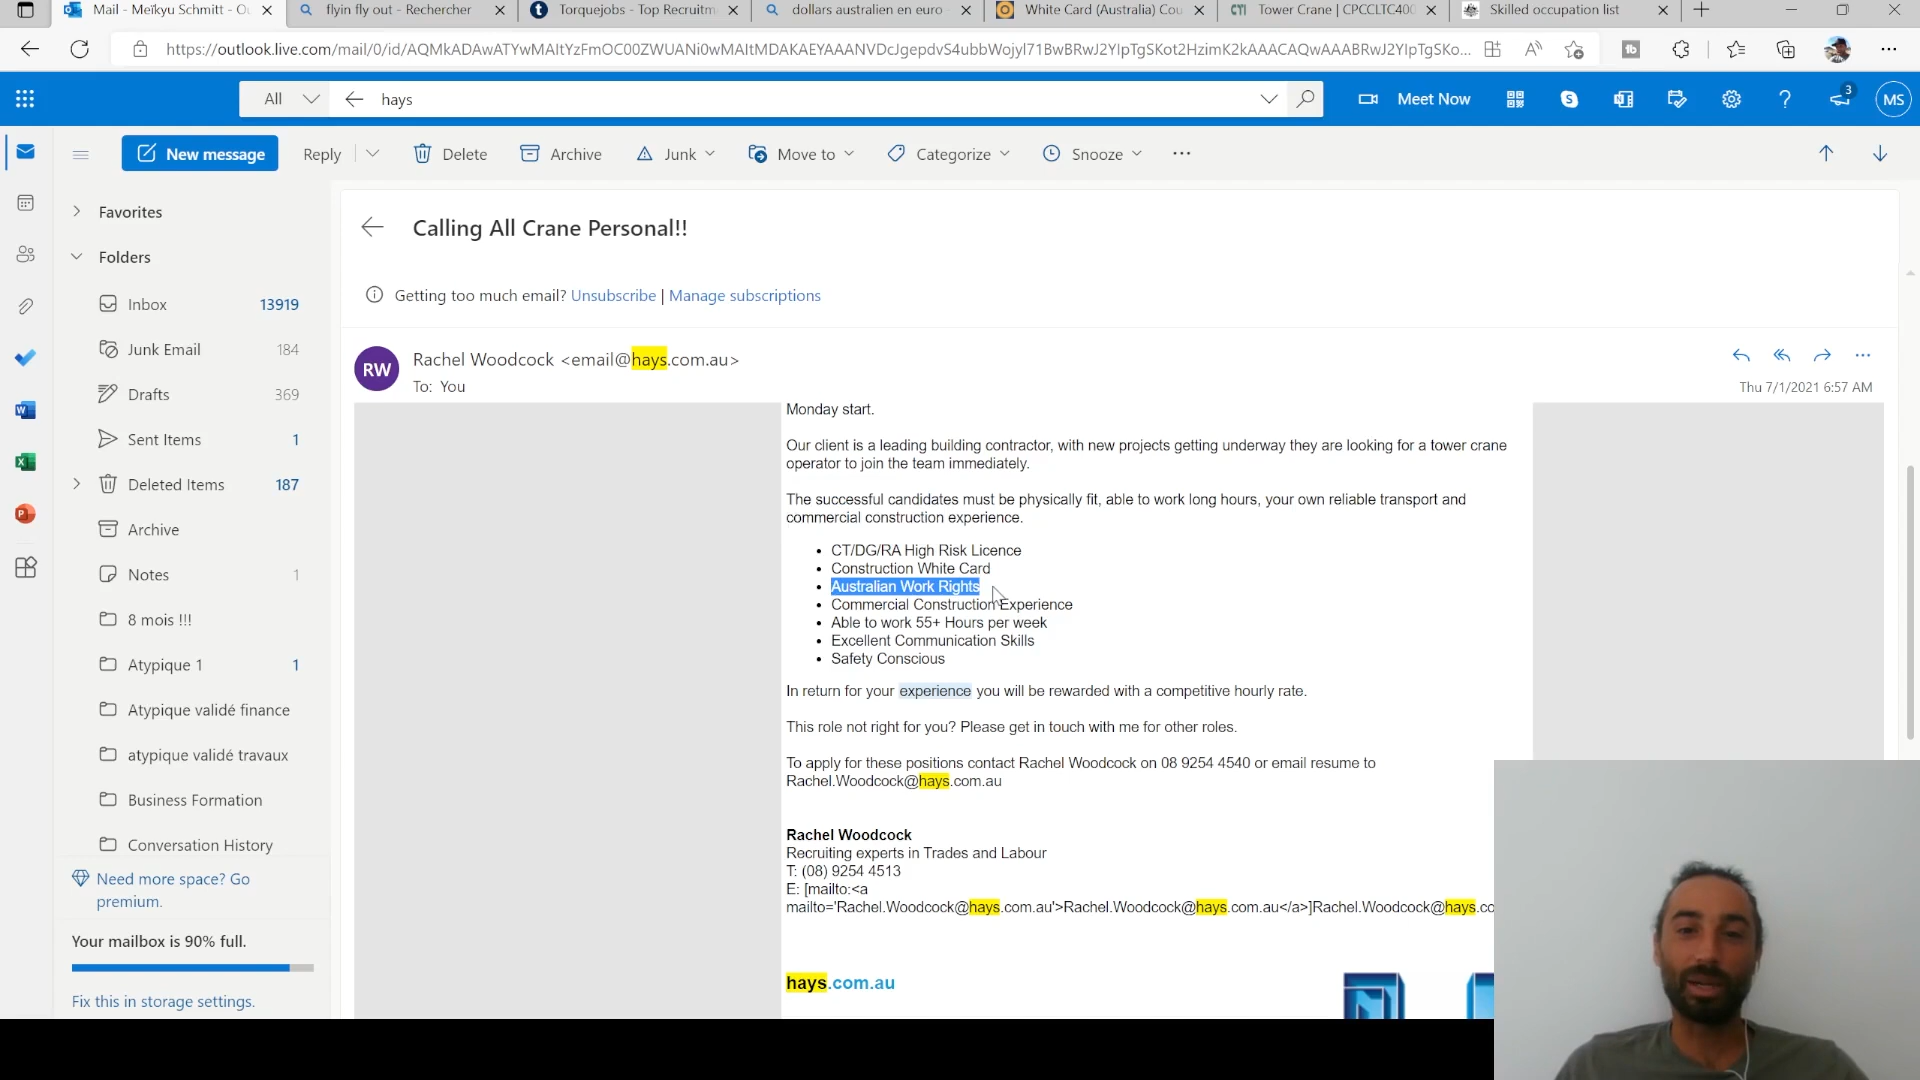 Mail - Meïkyu Schmitt - Ou
flyin fly out - Rechercher
Torquejobs - Top Recruitm
dollars australien en euro -
White Card (Australia) Cou
CTI Tower Crane | CPCCLTC400
Skilled occupation list
https://outlook.live.com/mail/0/id/
All
hays
Meet Now
3
MS
New message
Reply
Delete
Archive
Junk
Move to
Categorize
Snooze
Favorites
Folders
Inbox 13919
Junk Email 184
Drafts 369
Sent Items 1
Deleted Items 187
Archive
Notes 1
8 mois !!!
Atypique 1 1
Atypique validé finance
atypique validé travaux
Business Formation
Conversation History
Need more space? Go
premium.
Your mailbox is 90% full.
Fix this in storage settings.
Calling All Crane Personal!!
Getting too much email? Unsubscribe | Manage subscriptions
RW
Rachel Woodcock <email@hays.com.au>
To: You
Thu 7/1/2021 6:57 AM
Monday start.
Our client is a leading building contractor, with new projects getting underway they are looking for a tower crane
operator to join the team immediately.
The successful candidates must be physically fit, able to work long hours, your own reliable transport and
commercial construction experience.
• CT/DG/RA High Risk Licence
• Construction White Card
• Australian Work Rights
• Commercial Construction Experience
• Able to work 55+ Hours per week
• Excellent Communication Skills
• Safety Conscious
In return for your experience you will be rewarded with a competitive hourly rate.
This role not right for you? Please get in touch with me for other roles.
To apply for these positions contact Rachel Woodcock on 08 9254 4540 or email resume to
Rachel.Woodcock@hays.com.au
Rachel Woodcock
Recruiting experts in Trades and Labour
T: (08) 9254 4513
E: [mailto:<a
mailto='Rachel.Woodcock@hays.com.au'>Rachel.Woodcock@hays.com.au</a>]Rachel.Woodcock@hays.co
hays.com.au